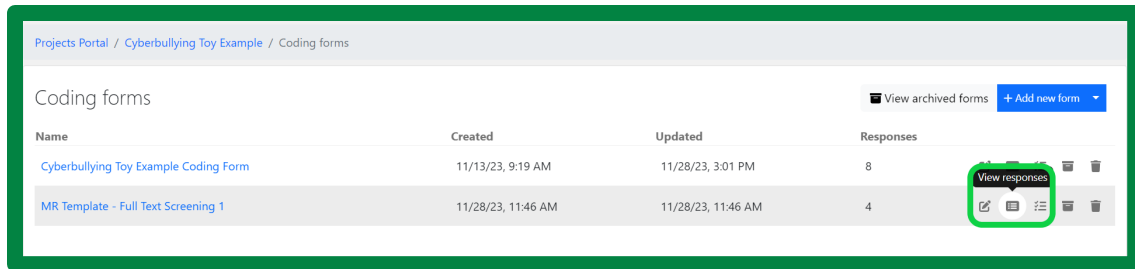 Projects Portal / Cyberbullying Toy Example / Coding forms
Coding forms
View archived forms + Add new form
Name Created Updated Responses
Cyberbullying Toy Example Coding Form 11/13/23, 9:19 AM 11/28/23, 3:01 PM 8
View responses
MR Template - Full Text Screening 1 11/28/23, 11:46 AM 11/28/23, 11:46 AM 4